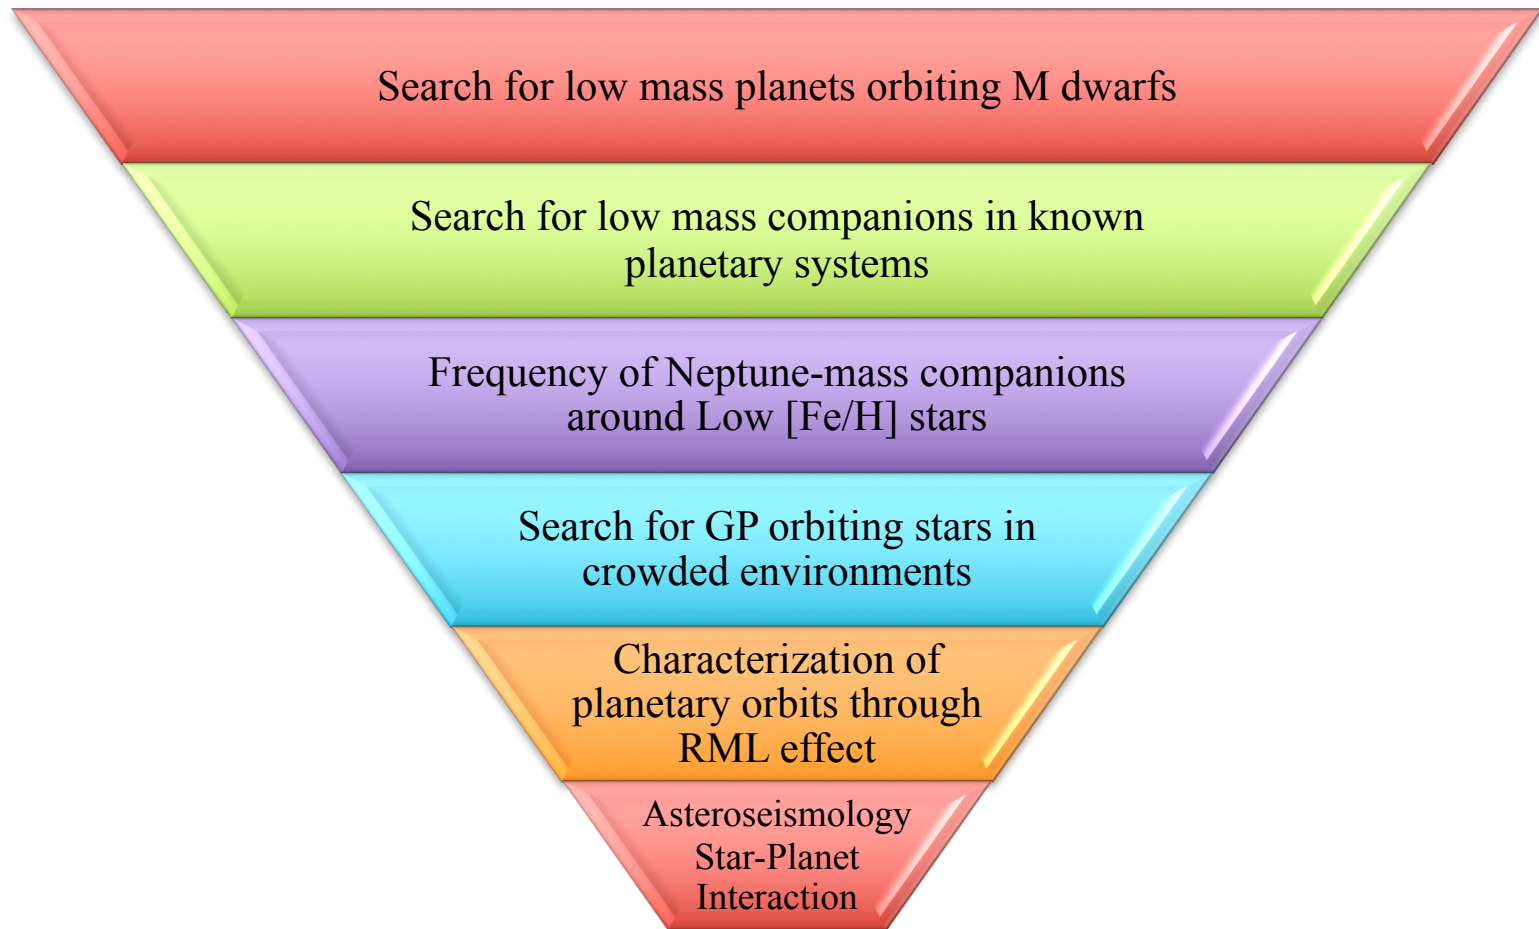 Search for low mass planets orbiting M dwarfs
Search for low mass companions in known
planetary systems
Frequency of Neptune-mass companions
around Low [Fe/H] stars
Search for GP orbiting stars in
crowded environments
Characterization of
planetary orbits through
RML effect
Asteroseismology
Star-Planet
Interaction